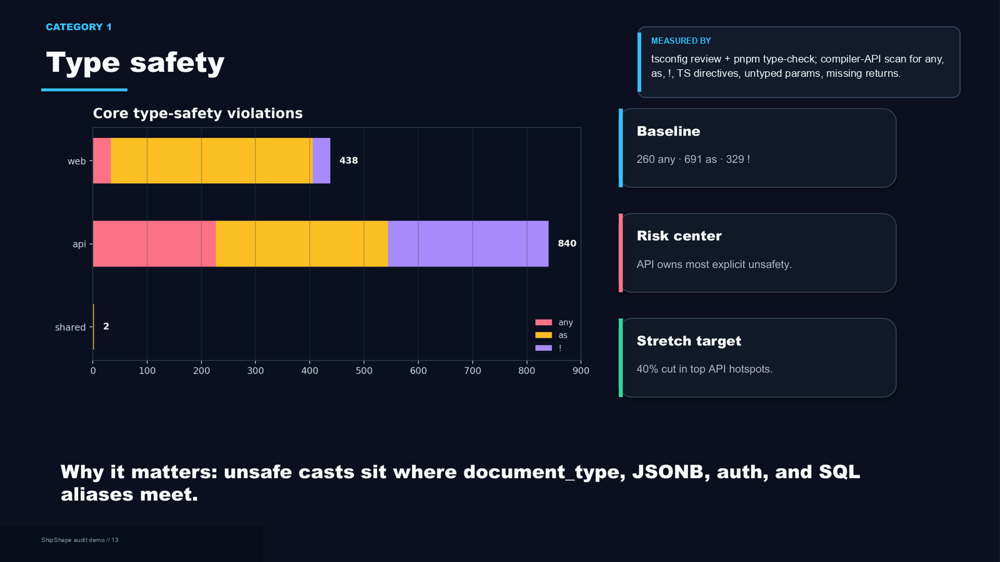 CATEGORY 1
Type safety
MEASURED BY
tsconfig review + pnpm type-check; compiler-API scan for any,
as, !, TS directives, untyped params, missing returns.
Core type-safety violations
web
438
api
840
shared
2
any
as
!
0 100 200 300 400 500 600 700 800 900
Baseline
260 any · 691 as · 329 !
Risk center
API owns most explicit unsafety.
Stretch target
40% cut in top API hotspots.
Why it matters: unsafe casts sit where document_type, JSONB, auth, and SQL
aliases meet.
ShipShape audit demo // 13